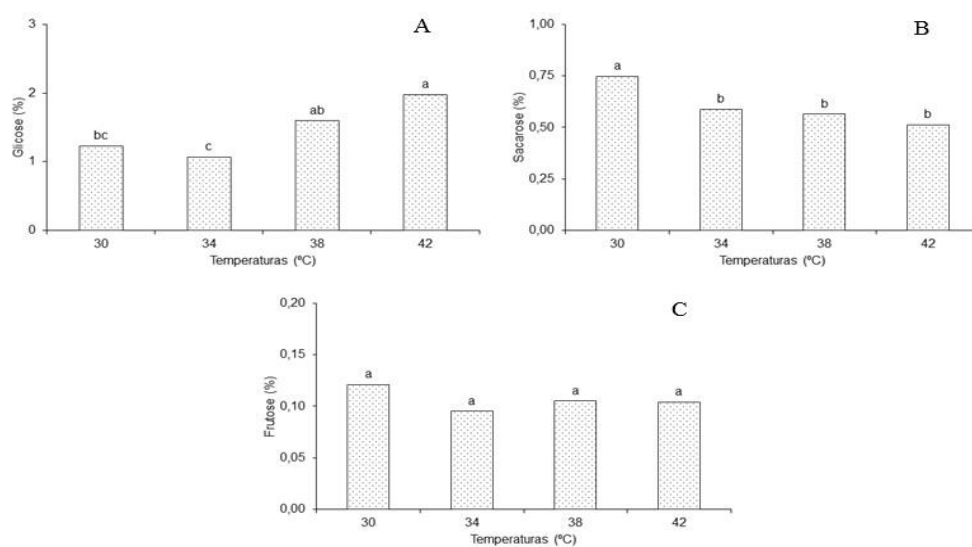 A
Glicose (%)
3
2
1
0
bc
c
ab
a
30 34 38 42
Temperaturas (ºC)
B
Sacarose (%)
1,00
0,75
0,50
0,25
0,00
a
b
b
b
30 34 38 42
Temperaturas (ºC)
C
Frutose (%)
0,20
0,15
0,10
0,05
0,00
a
a
a
a
30 34 38 42
Temperaturas (ºC)